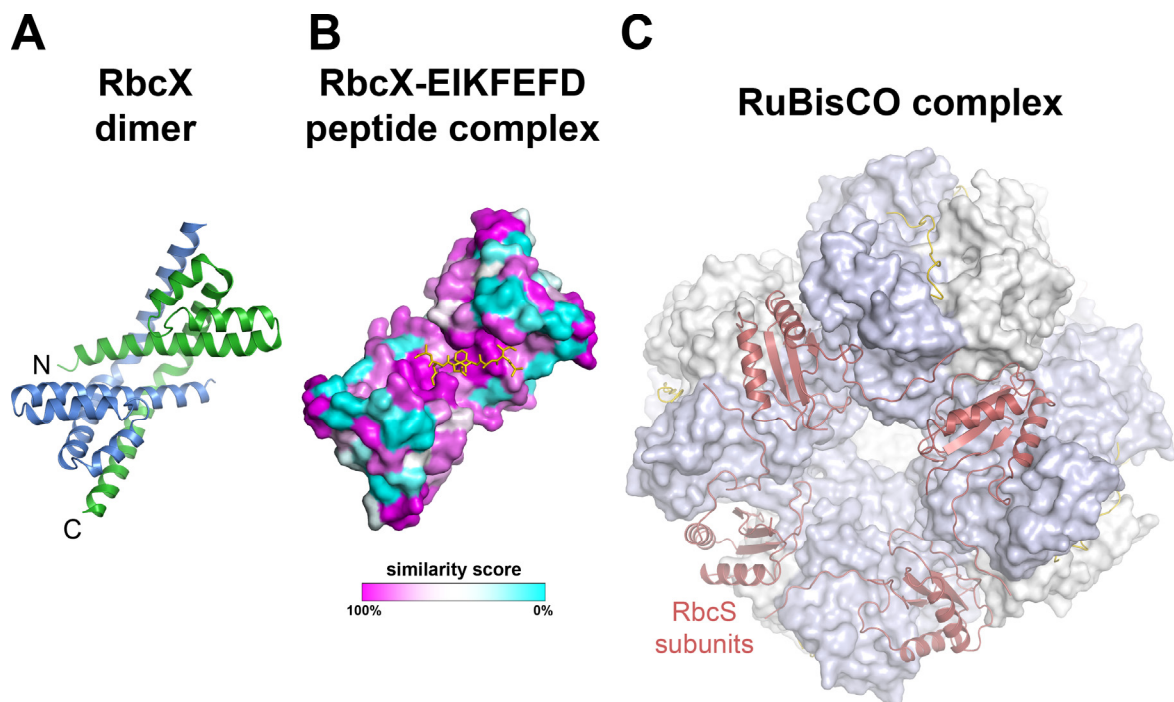 A
RbcX
dimer
N
C
B
RbcX-EIKFEFD
peptide complex
similarity score
100%
0%
C
RuBisCO complex
RbcS
subunits